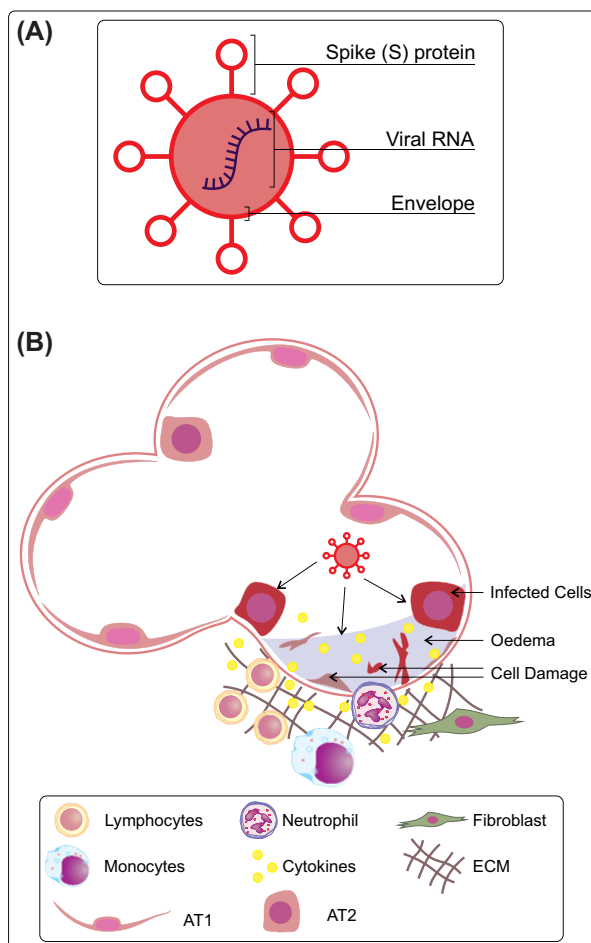 (A)
Spike (S) protein
Viral RNA
Envelope
(B)
Infected Cells
Oedema
Cell Damage
Lymphocytes
Neutrophil
Fibroblast
Monocytes
Cytokines
ECM
AT1
AT2